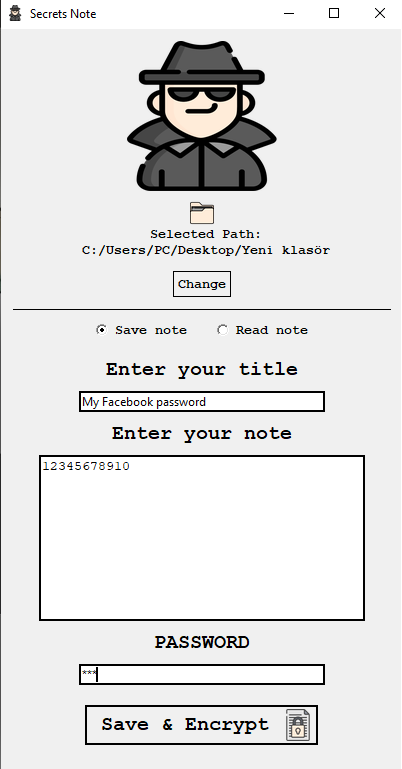 Secrets Note
Selected Path:
C:/Users/PC/Desktop/Yeni klasör
Change
Save note
Read note
Enter your title
My Facebook password
Enter your note
12345678910
PASSWORD
***
Save & Encrypt